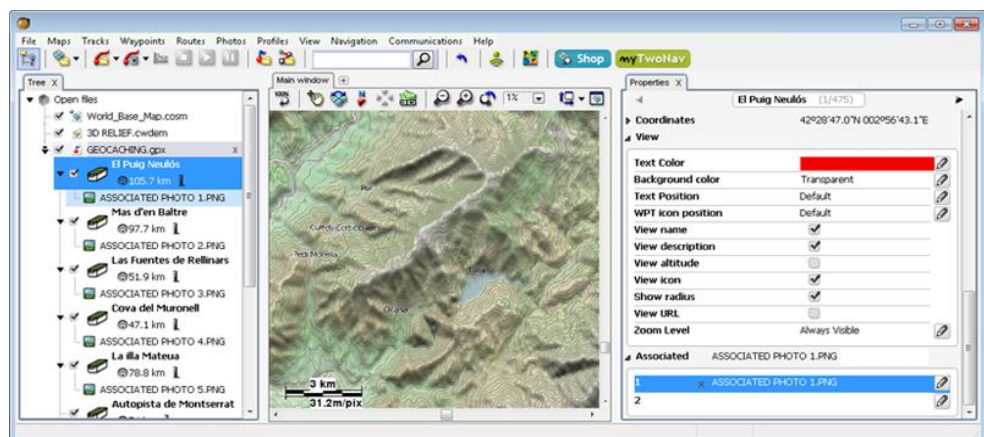 File Maps Tracks Waypoints Routes Photos Profiles View Navigation Communications Help
Shop myTwoNav
Tree X
Open files
World_Base_Map.cosm
3D RELIEF.cwdem
GEOCACHING.gpx x
El Puig Neulós
105.7 km
ASSOCIATED PHOTO 1.PNG
Mas d'en Baltre
97.7 km
ASSOCIATED PHOTO 2.PNG
Las Fuentes de Rellinars
51.9 km
ASSOCIATED PHOTO 3.PNG
Cova del Muronell
47.1 km
ASSOCIATED PHOTO 4.PNG
La illa Mateua
78.8 km
ASSOCIATED PHOTO 5.PNG
Autopista de Montserrat
Main window
100%
1%
3 km
31.2m/pix
Properties X
El Puig Neulós (1/475)
Coordinates 42º28'47.0"N 002º56'43.1"E
View
Text Color
Background color Transparent
Text Position Default
WPT icon position Default
View name
View description
View altitude
View icon
Show radius
View URL
Zoom Level Always Visible
Associated ASSOCIATED PHOTO 1.PNG
1 x ASSOCIATED PHOTO 1.PNG
2